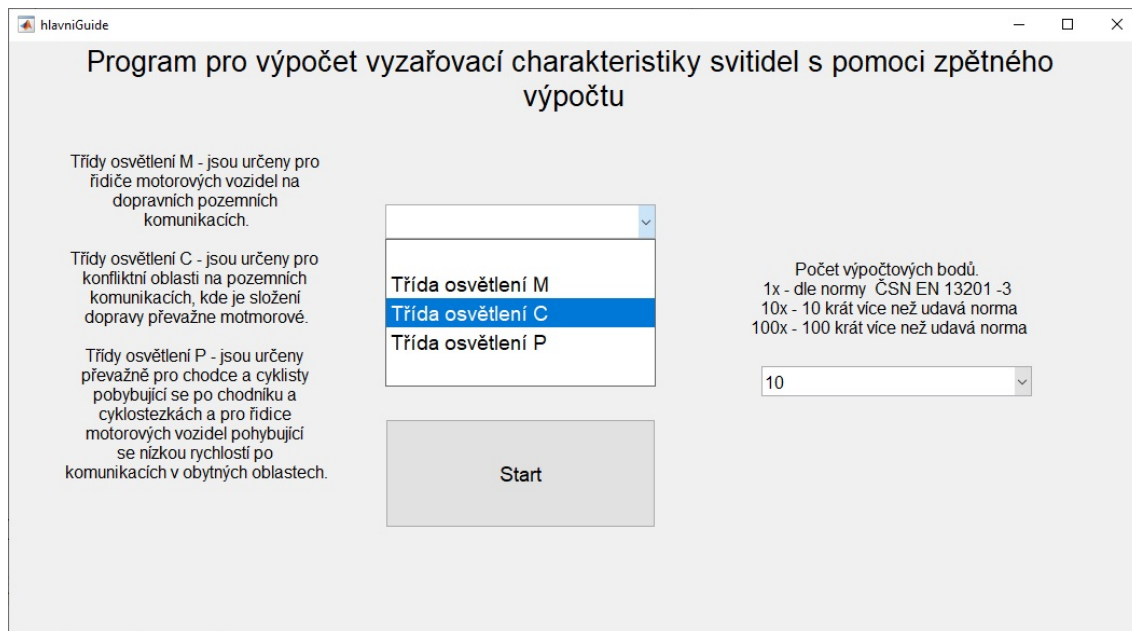 hlavniGuide
Program pro výpočet vyzařovací charakteristiky svitidel s pomoci zpětného
výpočtu
Třídy osvětlení M - jsou určeny pro
řidiče motorových vozidel na
dopravních pozemních
komunikacích.
Třídy osvětlení C - jsou určeny pro
konfliktní oblasti na pozemních
komunikacích, kde je složení
dopravy převažne motmorové.
Třídy osvětlení P - jsou určeny
převažně pro chodce a cyklisty
pobybující se po chodníku a
cyklostezkách a pro řidice
motorových vozidel pohybující
se nízkou rychlostí po
komunikacích v obytných oblastech.
Třída osvětlení M
Třída osvětlení C
Třída osvětlení P
Start
Počet výpočtových bodů.
1x - dle normy ČSN EN 13201 -3
10x - 10 krát více než udavá norma
100x - 100 krát více než udavá norma
10